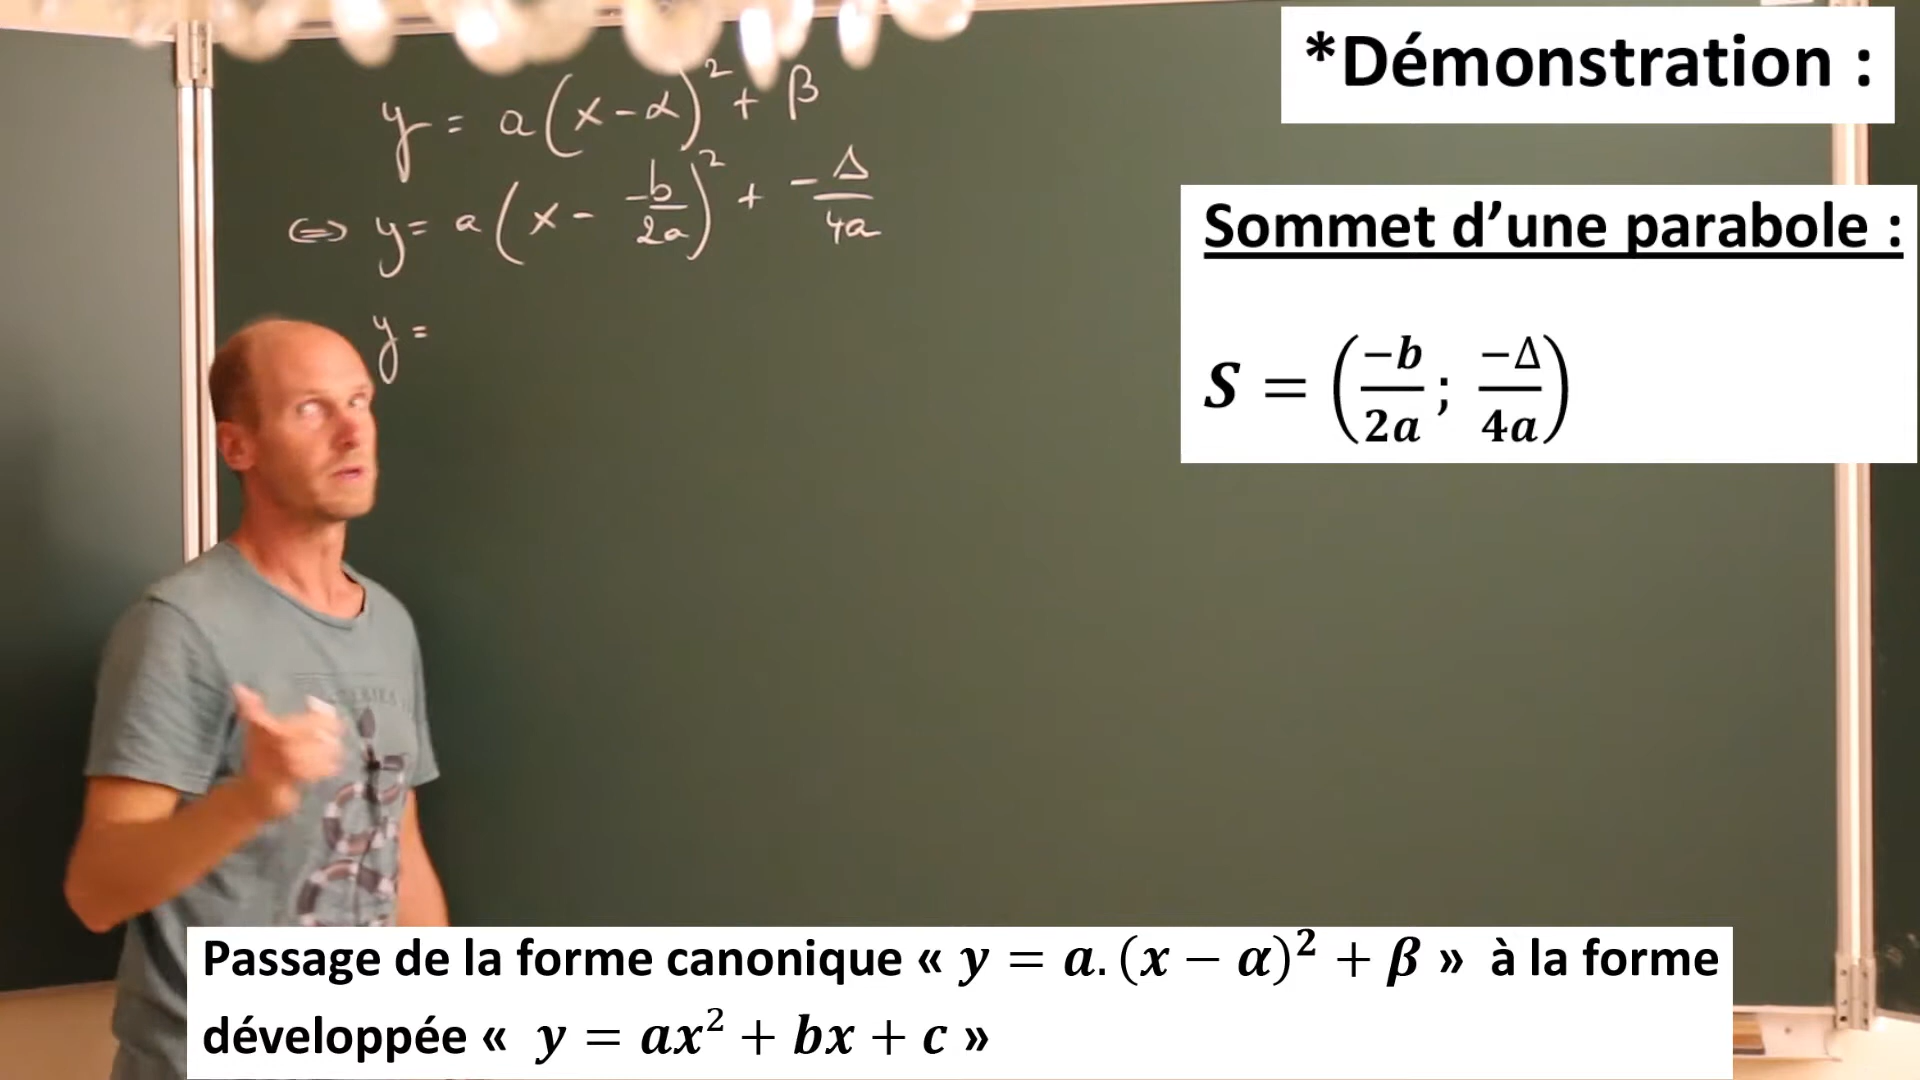 *Démonstration :
y = a(x-α)² + β
⇔ y = a(x - -b/2a)² + -Δ/4a
y =
Sommet d’une parabole :
S = (-b/2a ; -Δ/4a)
Passage de la forme canonique « y = a.(x − α)² + β » à la forme
développée « y = ax² + bx + c »